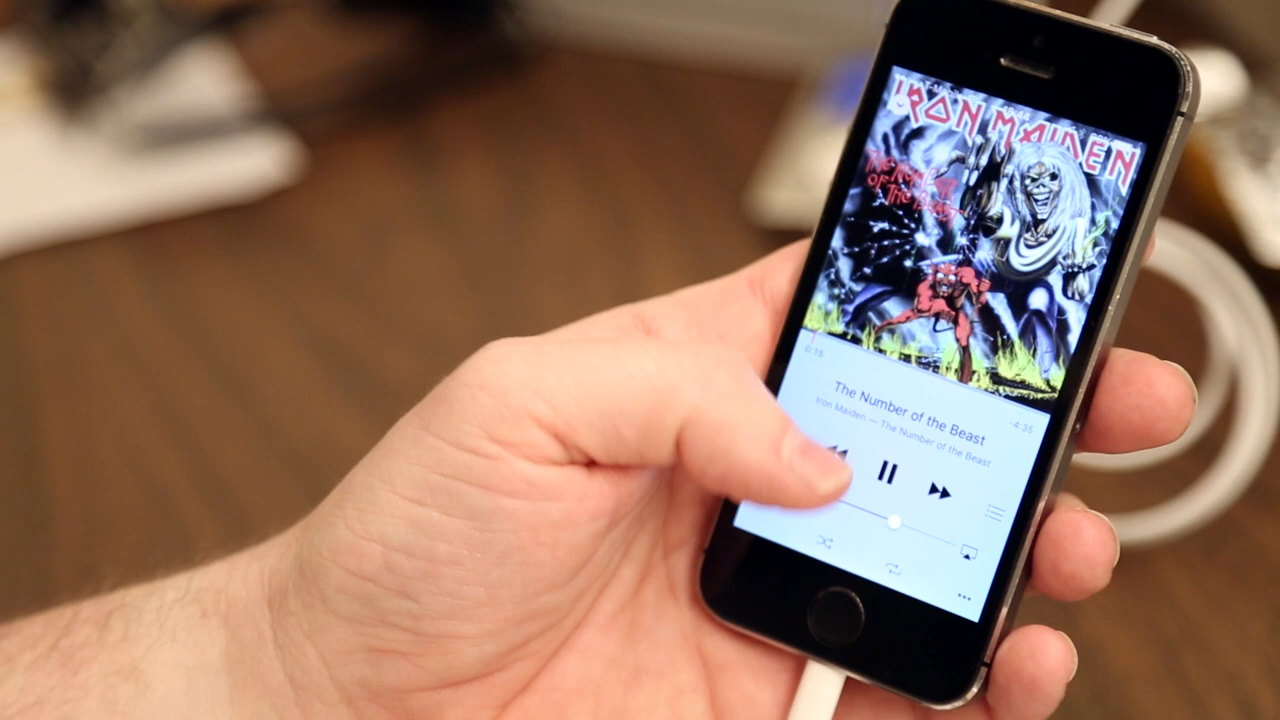 IRON MAIDEN
THE NUMBER
OF THE BEAST
0:15
-4:35
The Number of the Beast
Iron Maiden — The Number of the Beast